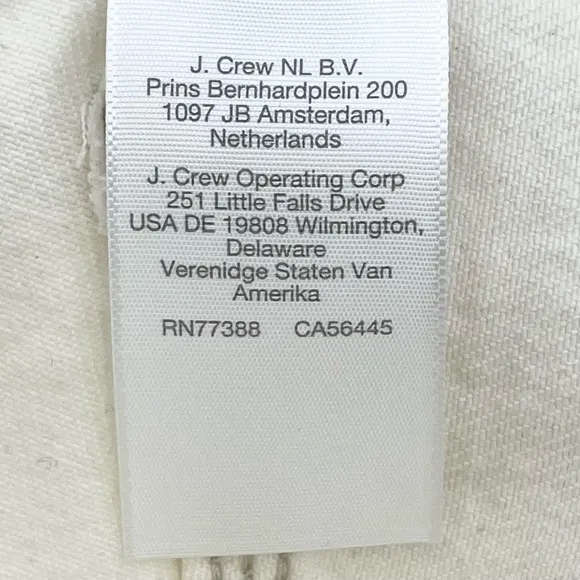 J. Crew NL B.V.
Prins Bernhardplein 200
1097 JB Amsterdam,
Netherlands
J. Crew Operating Corp
251 Little Falls Drive
USA DE 19808 Wilmington,
Delaware
Verenidge Staten Van
Amerika
RN77388 CA56445